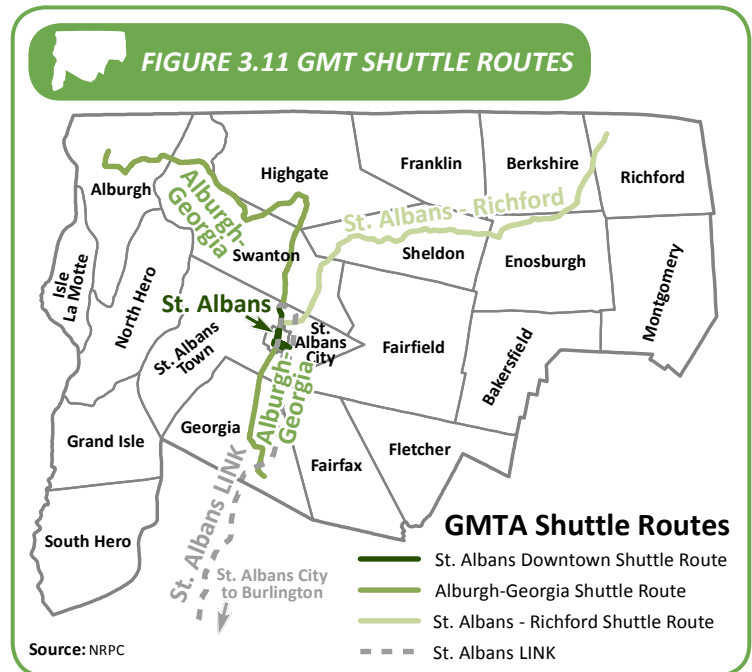 FIGURE 3.11 GMT SHUTTLE ROUTES
Alburgh
Highgate
Franklin
Berkshire
Richford
Alburgh-
Georgia
St. Albans - Richford
Isle
La Motte
North Hero
Swanton
Sheldon
Enosburgh
Montgomery
St. Albans
St. Albans
Town
St.
Albans
City
Fairfield
Bakersfield
Alburgh-
Georgia
Grand Isle
Georgia
Fairfax
Fletcher
South Hero
St. Albans LINK
St. Albans City
to Burlington
GMTA Shuttle Routes
St. Albans Downtown Shuttle Route
Alburgh-Georgia Shuttle Route
St. Albans - Richford Shuttle Route
St. Albans LINK
Source: NRPC